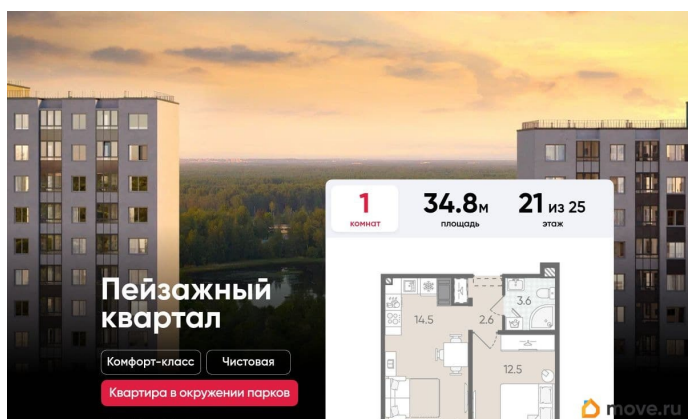 1
комнат
34.8м
площадь
21 из 25
этаж
Пейзажный
квартал
Комфорт-класс
Чистовая
Квартира в окружении парков
14.5
2.6
3.6
12.5
move.ru